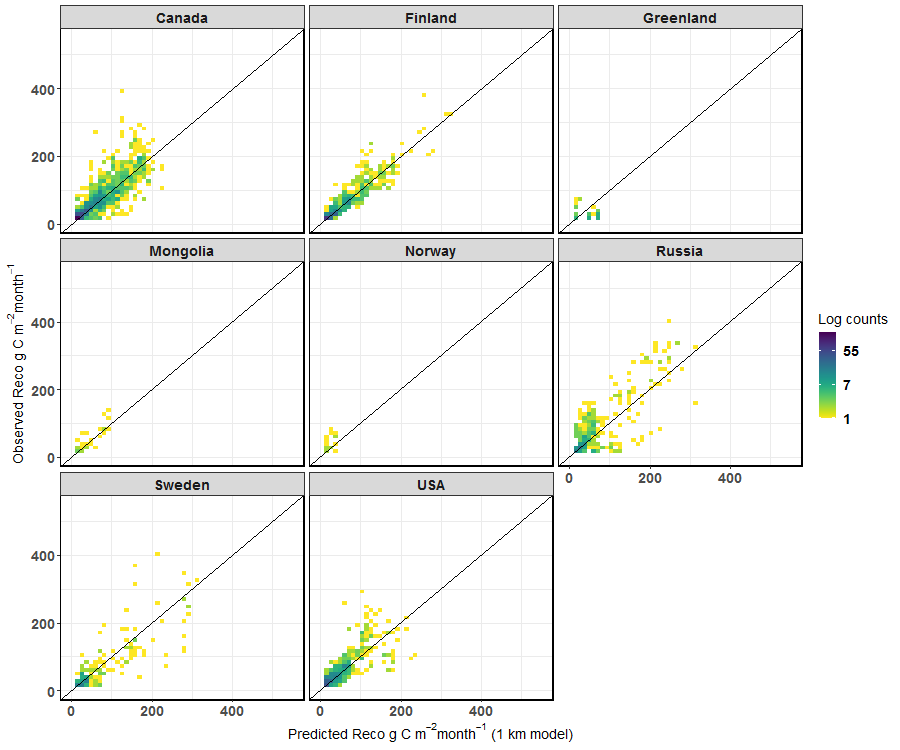 Canada Finland Greenland
400
200
0
Mongolia Norway Russia
400
200
0
0 200 400
Sweden USA
400
200
0
0 200 400 0 200 400
Observed Reco g C m⁻²month⁻¹
Predicted Reco g C m⁻²month⁻¹ (1 km model)
Log counts
55
7
1